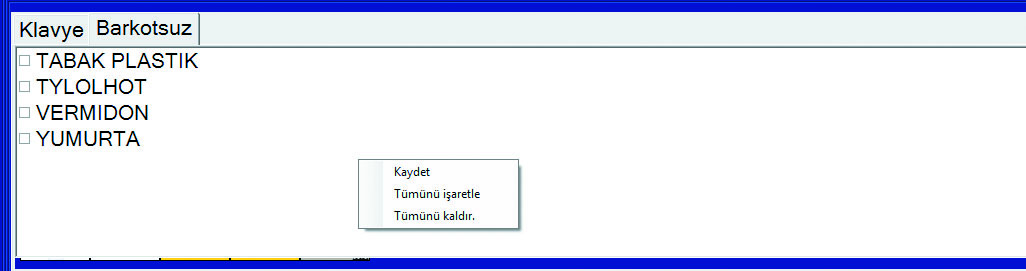 Klavye Barkotsuz
TABAK PLASTIK
TYLOLHOT
VERMIDON
YUMURTA
Kaydet
Tümünü işaretle
Tümünü kaldır.